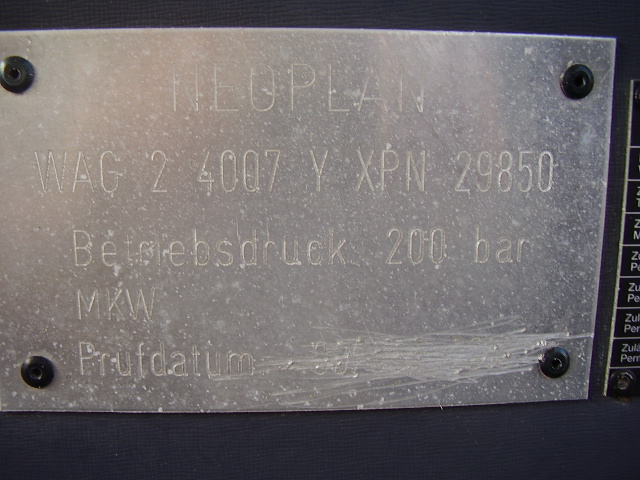 NEOPLAN
WAG 2 4007 Y XPN 29850
Betriebsdruck: 200 bar
MKW
Prufdatum